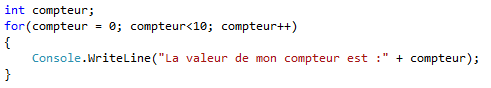 int compteur;
for(compteur = 0; compteur<10; compteur++)
{
    Console.WriteLine("La valeur de mon compteur est :" + compteur);
}